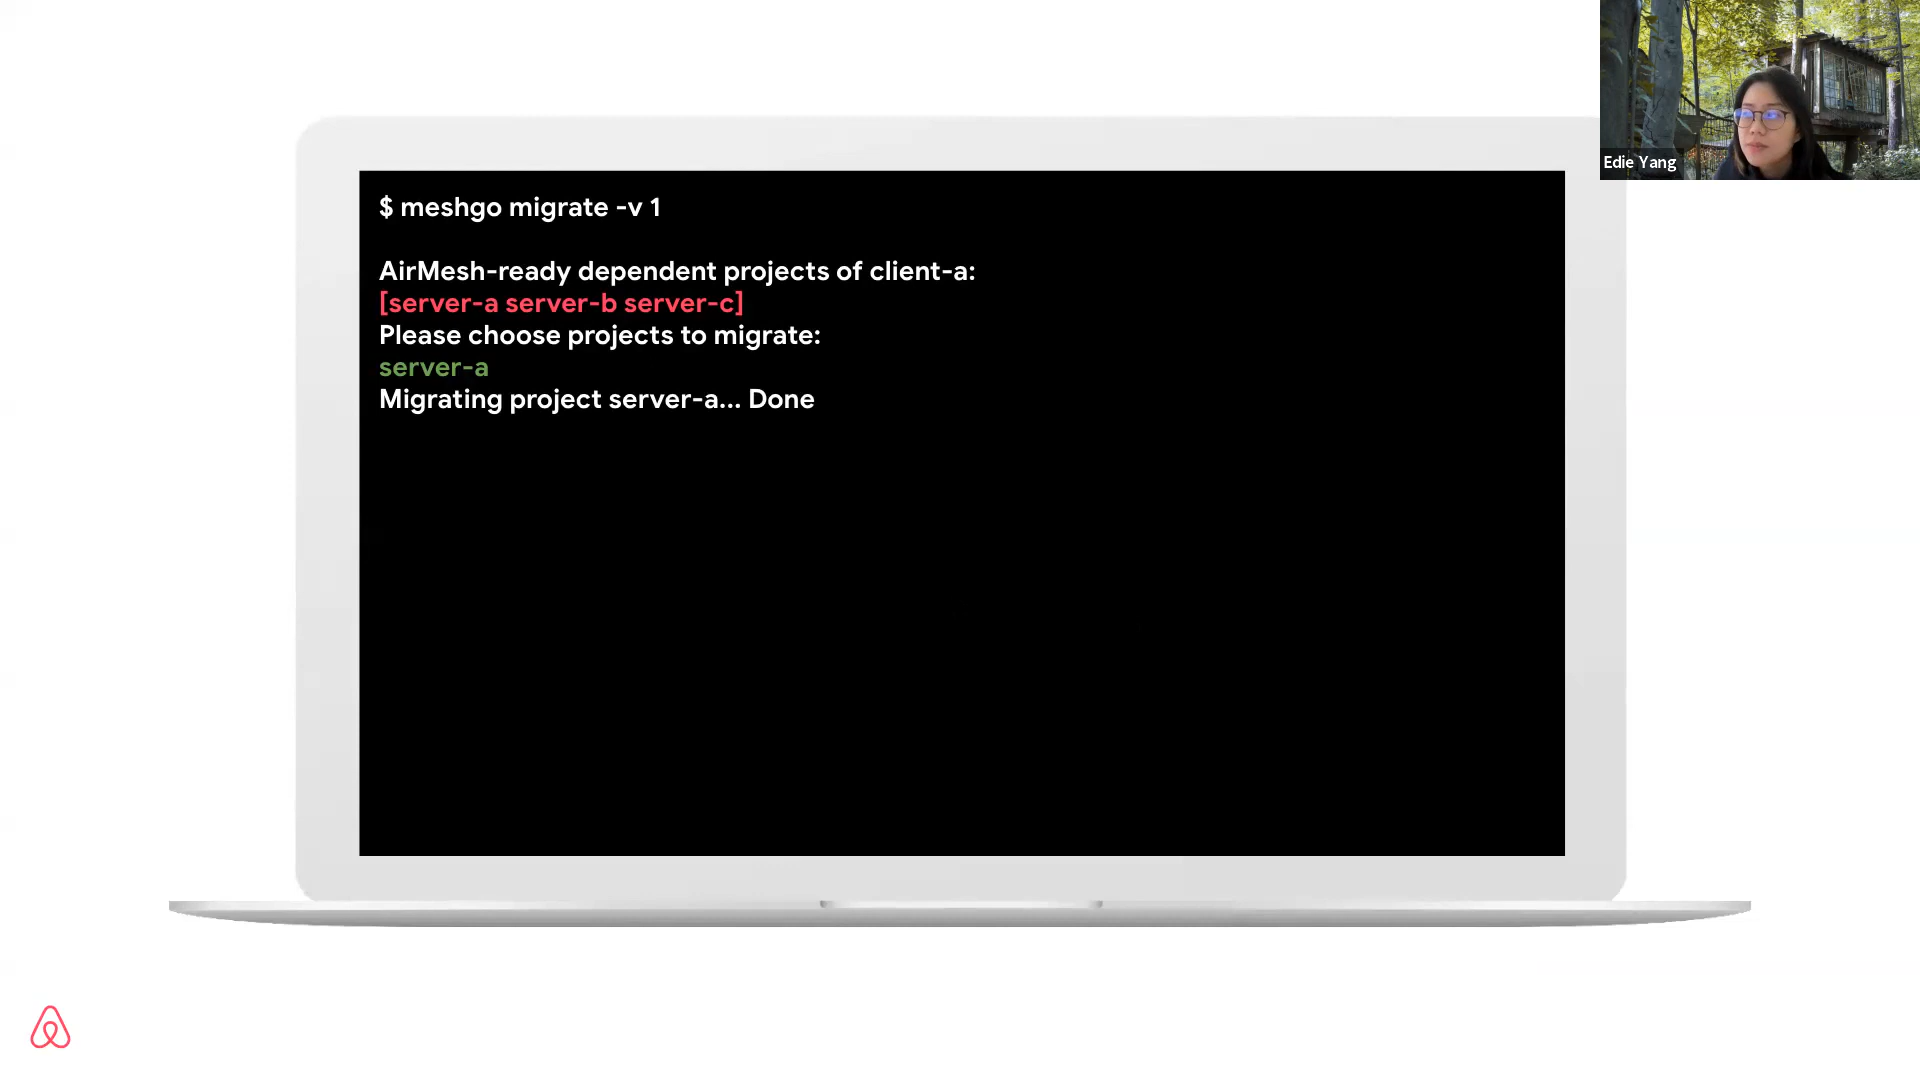 $ meshgo migrate -v 1
AirMesh-ready dependent projects of client-a:
[server-a server-b server-c]
Please choose projects to migrate:
server-a
Migrating project server-a... Done
Edie Yang